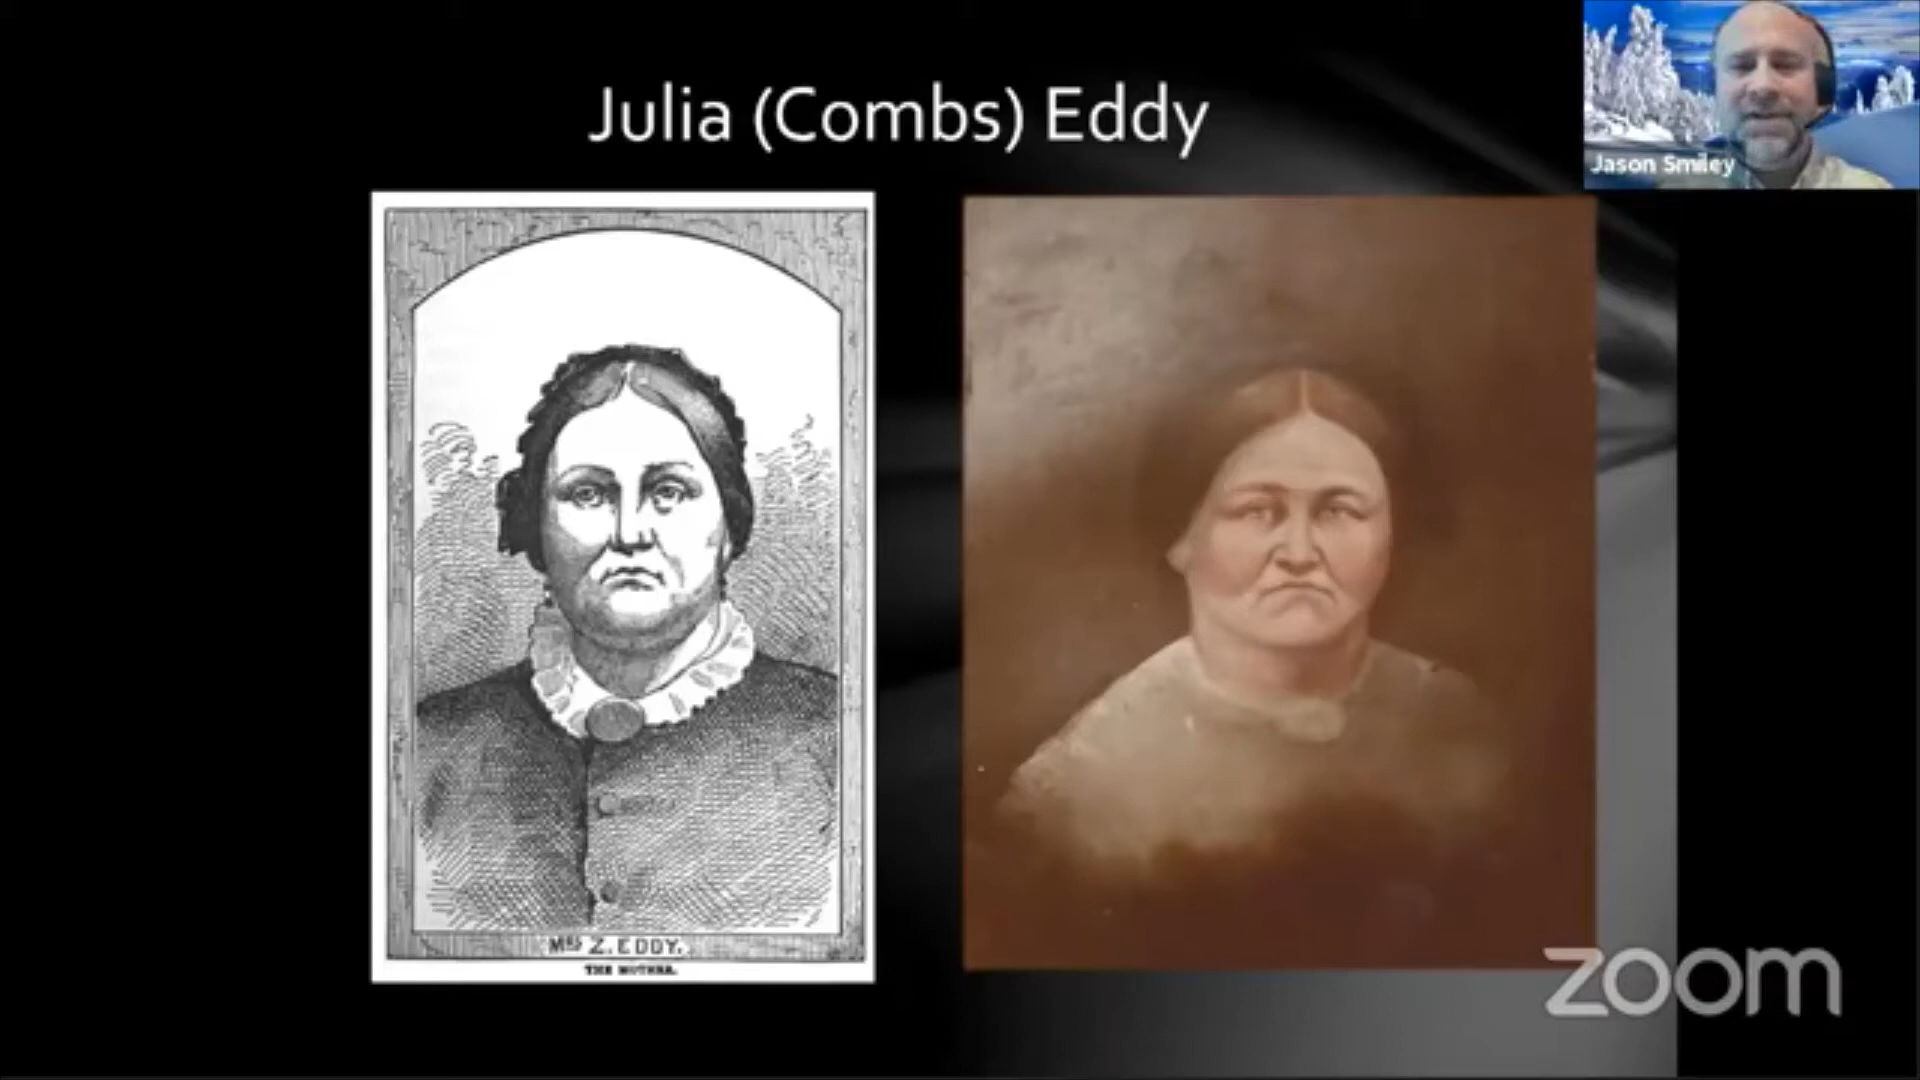 Julia (Combs) Eddy
Jason Smiley
MRS Z. EDDY.
THE MOTHER.
zoom